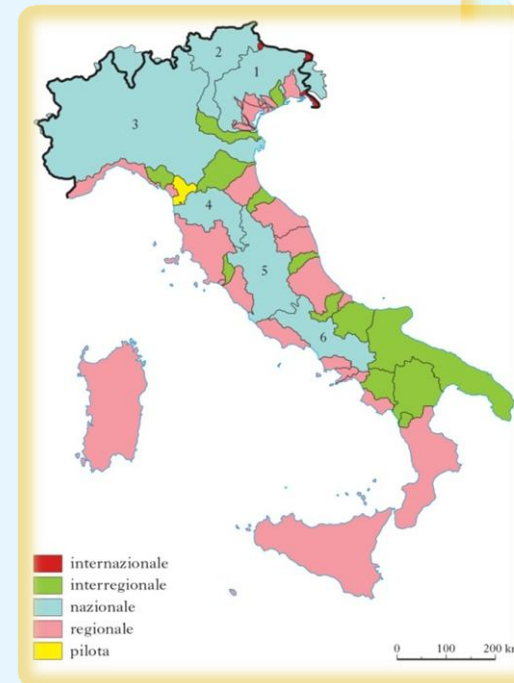 2
1
3
4
5
6
internazionale
interregionale
nazionale
regionale
pilota
0 100 200 km